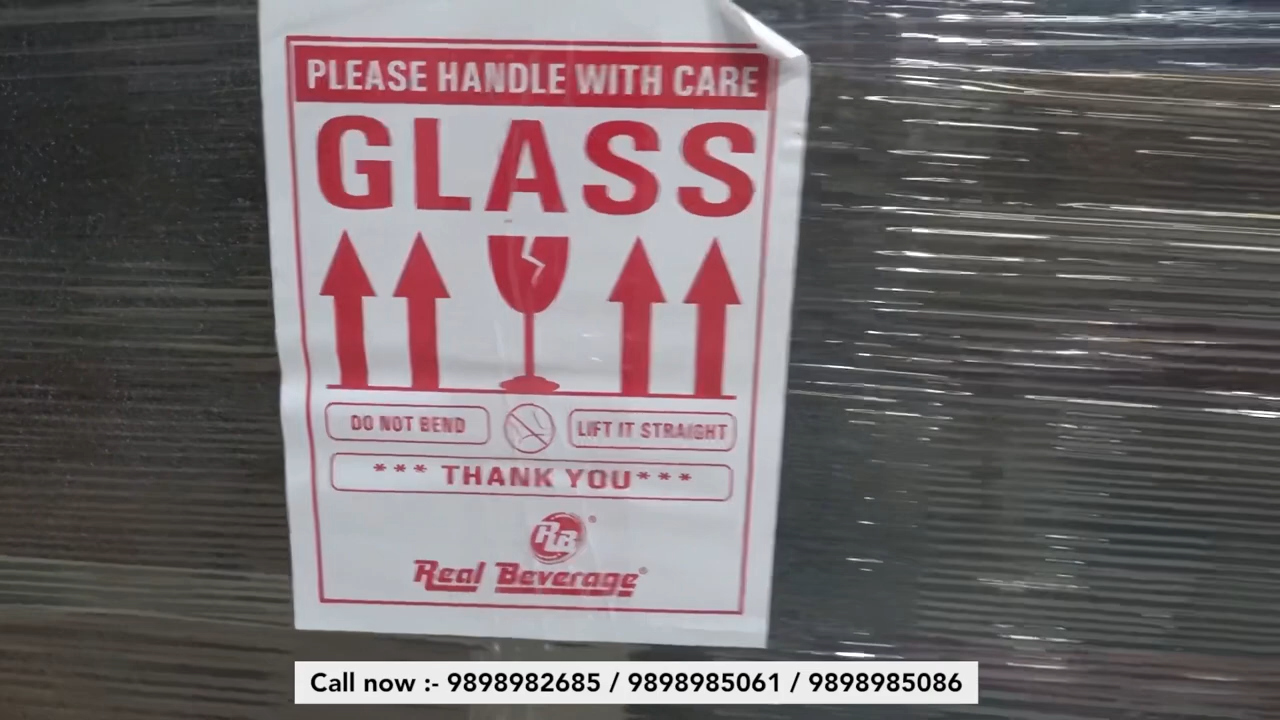 PLEASE HANDLE WITH CARE
GLASS
DO NOT BEND
LIFT IT STRAIGHT
*** THANK YOU***
RB®
Real Beverage®
Call now :- 9898982685 / 9898985061 / 9898985086